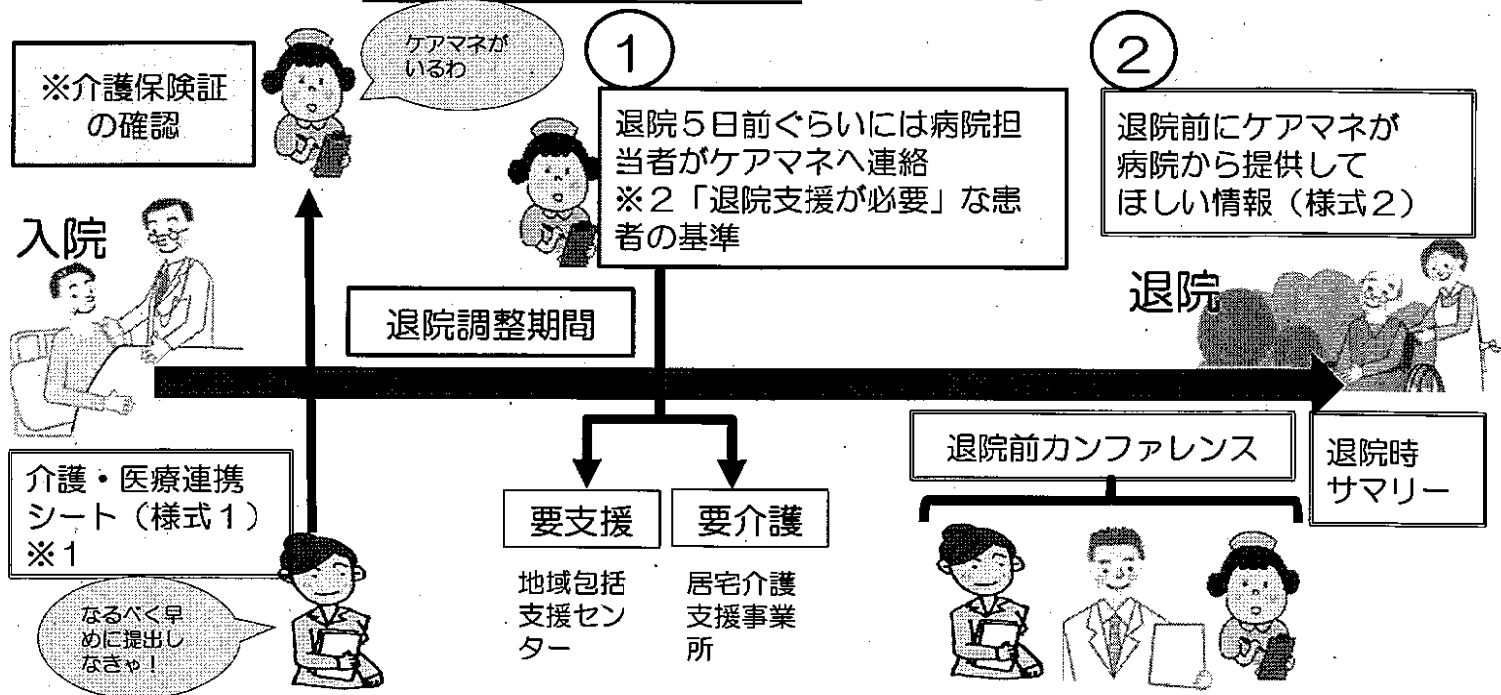 ※介護保険証
の確認
ケアマネが
いるわ
①
退院5日前ぐらいには病院担
当者がケアマネへ連絡
※2「退院支援が必要」な患
者の基準
②
退院前にケアマネが
病院から提供して
ほしい情報（様式2）
入院
退院調整期間
退院
介護・医療連携
シート（様式1）
※1
なるべく早
めに提出し
なきゃ！
要支援
地域包括
支援セン
ター
要介護
居宅介護
支援事業
所
退院前カンファレンス
退院時
サマリー